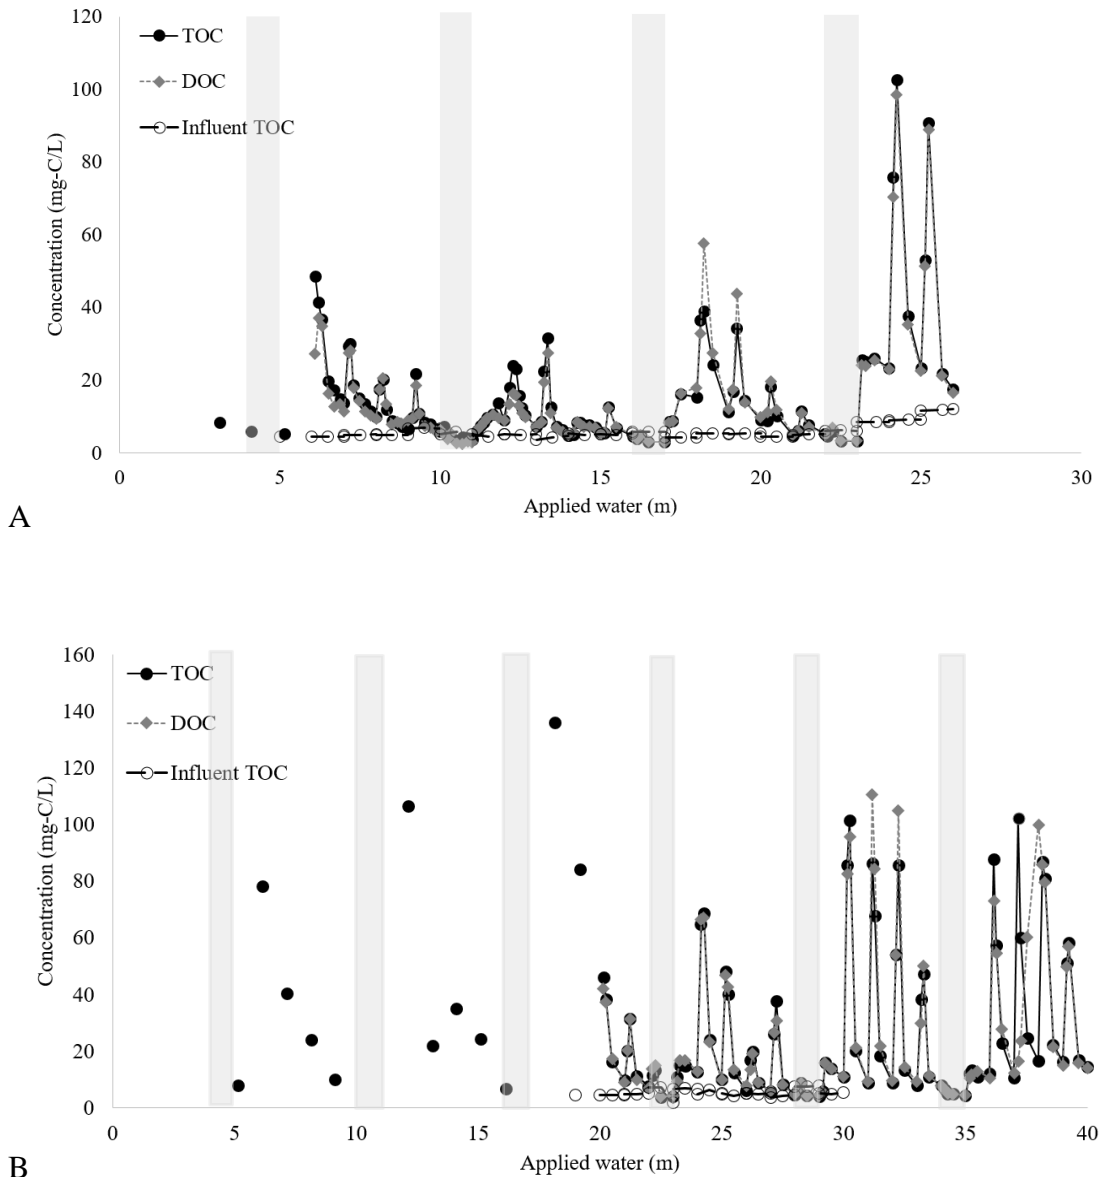 120
TOC
100
DOC
Influent TOC
80
60
40
20
0
Concentration (mg-C/L)
0 5 10 15 20 25 30
Applied water (m)
A
160
TOC
140
DOC
120
Influent TOC
100
80
60
40
20
0
Concentration (mg-C/L)
0 5 10 15 20 25 30 35 40
Applied water (m)
B